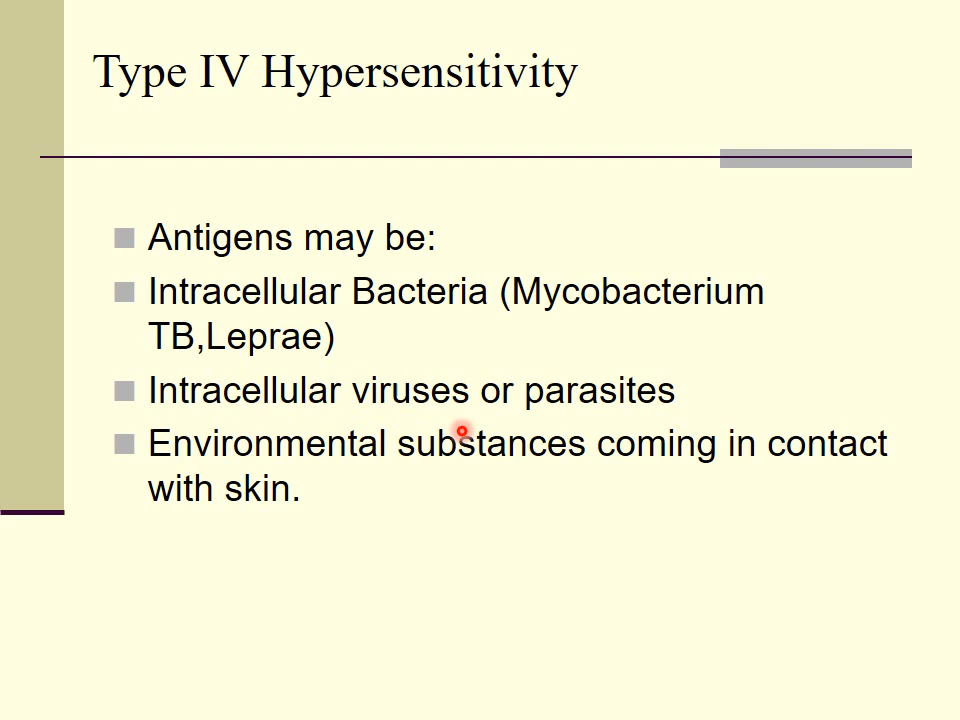 Type IV Hypersensitivity
Antigens may be:
Intracellular Bacteria (Mycobacterium
TB,Leprae)
Intracellular viruses or parasites
Environmental substances coming in contact
with skin.